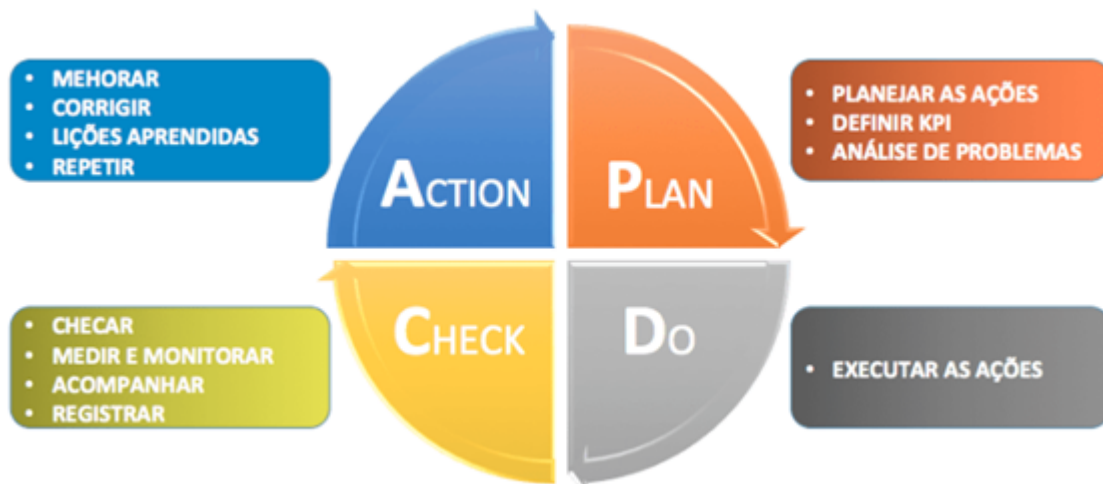 • MEHORAR
• CORRIGIR
• LIÇÕES APRENDIDAS
• REPETIR
ACTION
PLAN
• PLANEJAR AS AÇÕES
• DEFINIR KPI
• ANÁLISE DE PROBLEMAS
• CHECAR
• MEDIR E MONITORAR
• ACOMPANHAR
• REGISTRAR
CHECK
DO
• EXECUTAR AS AÇÕES